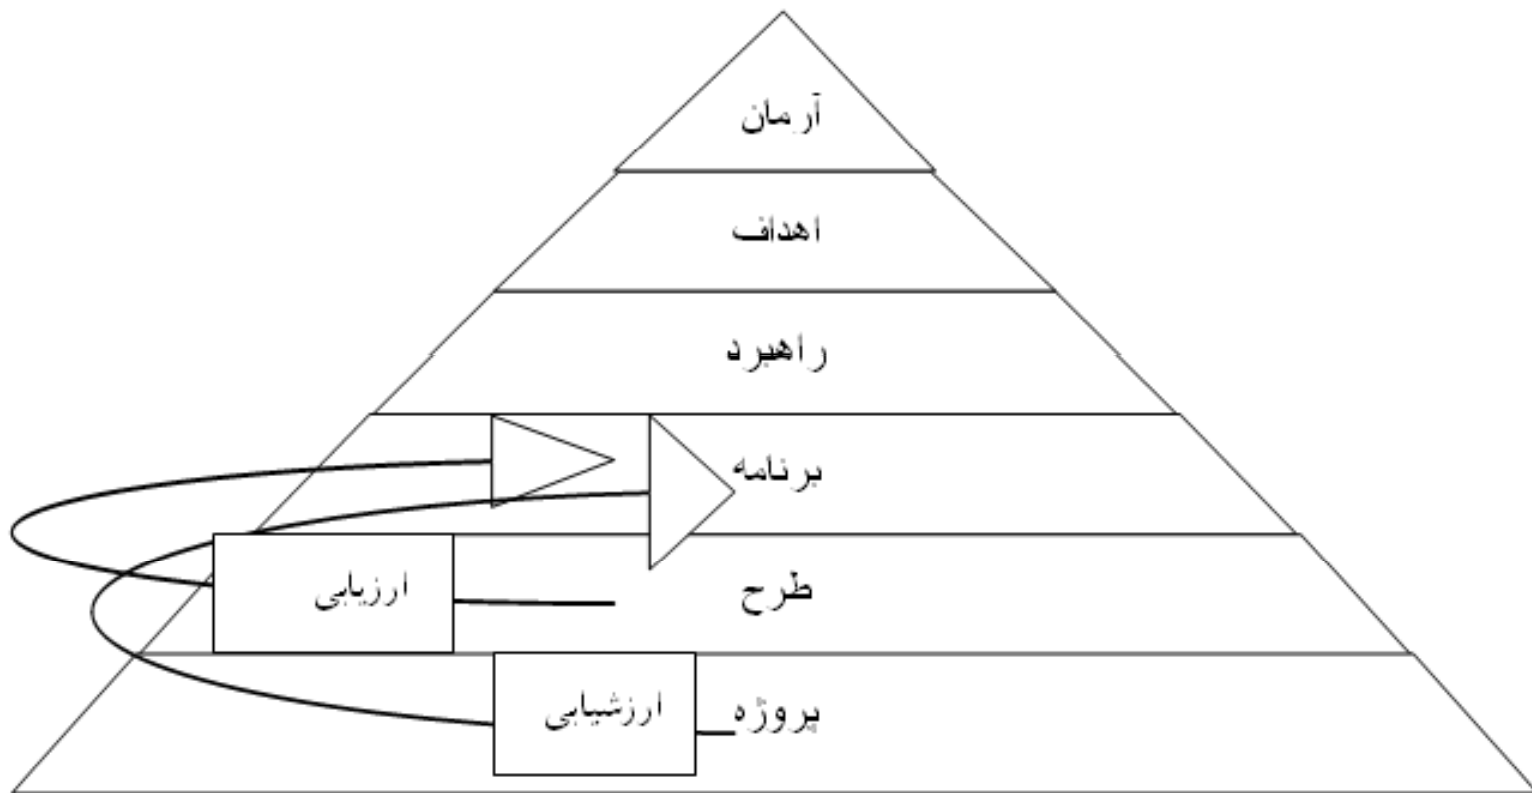 آرمان
اهداف
راهبرد
برنامه
طرح
ارزیابی
پروژه
ارزشیابی